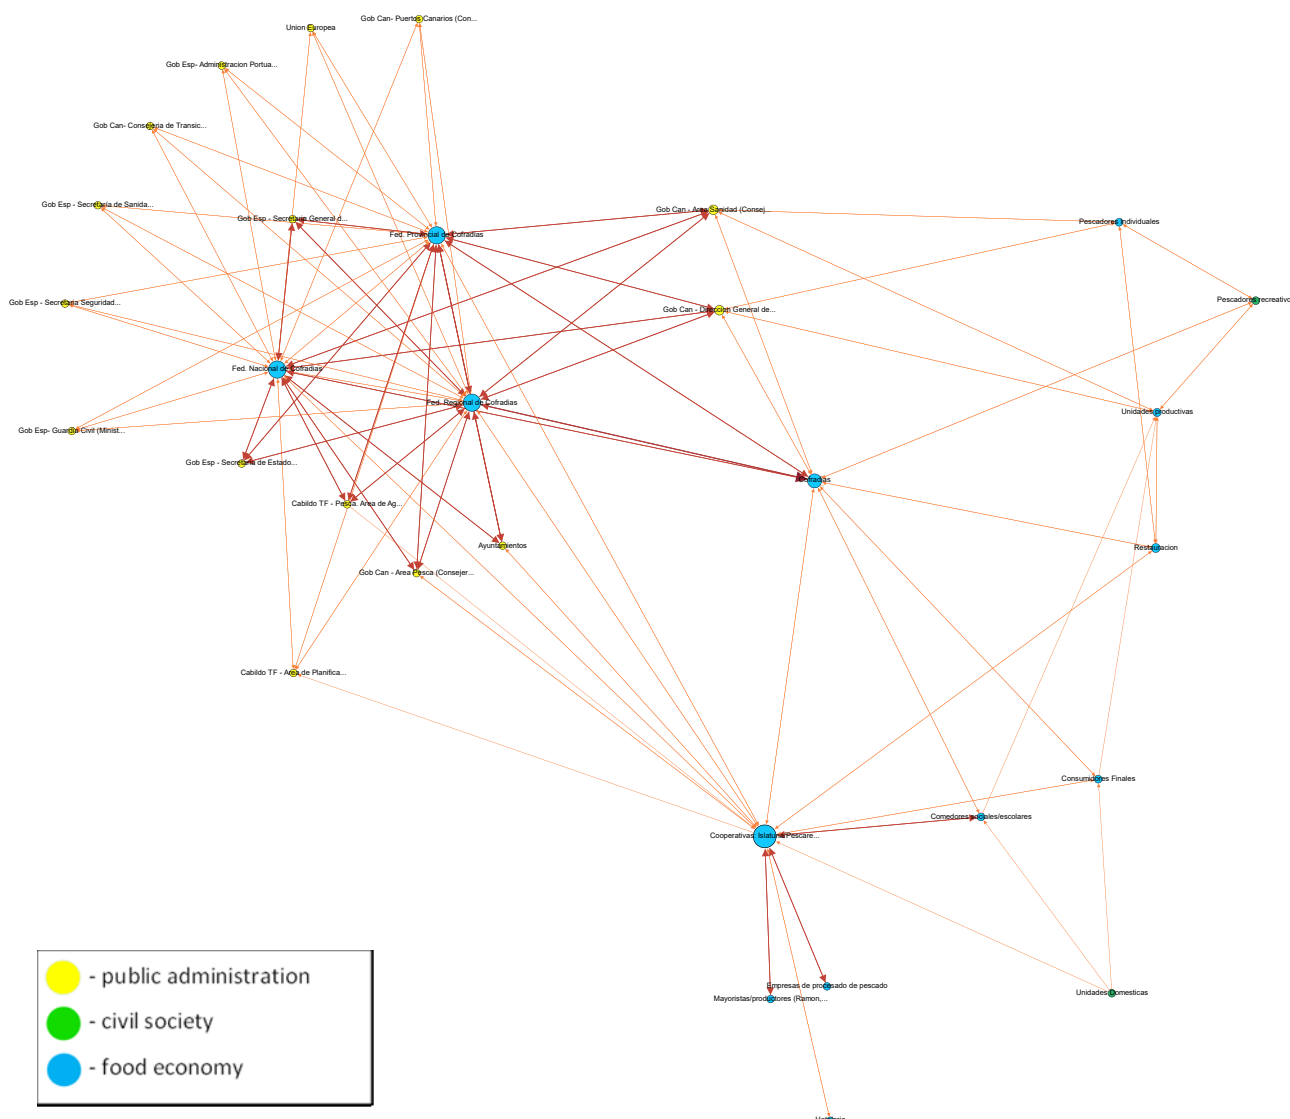 Gob Can- Puertos Canarios (Con...
Union Europea
Gob Esp- Administracion Portua...
Gob Can- Consejeria de Transic...
Gob Esp - Secretaria de Sanida...
Gob Esp - Secretario General d...
Gob Can - Area Sanidad (Consej...
Pescadores Individuales
Fed. Provincial de Cofradias
Gob Esp - Secretaria Seguridad...
Pescadores recreativo
Gob Can - Direccion General de...
Fed. Nacional de Cofradias
Fed. Regional de Cofradias
Unidades productivas
Gob Esp- Guardia Civil (Minist...
Gob Esp - Secretaria de Estado...
Cofradias
Cabildo TF - Pesca. Area de Ag...
Ayuntamientos
Restauracion
Gob Can - Area Pesca (Consejer...
Cabildo TF - Area de Planifica...
Consumidores Finales
Comedores sociales/escolares
Cooperativas: Islatuna Pescare...
Empresas de procesado de pescado
Mayoristas/productores (Ramon,...
Unidades Domesticas
- public administration
- civil society
- food economy